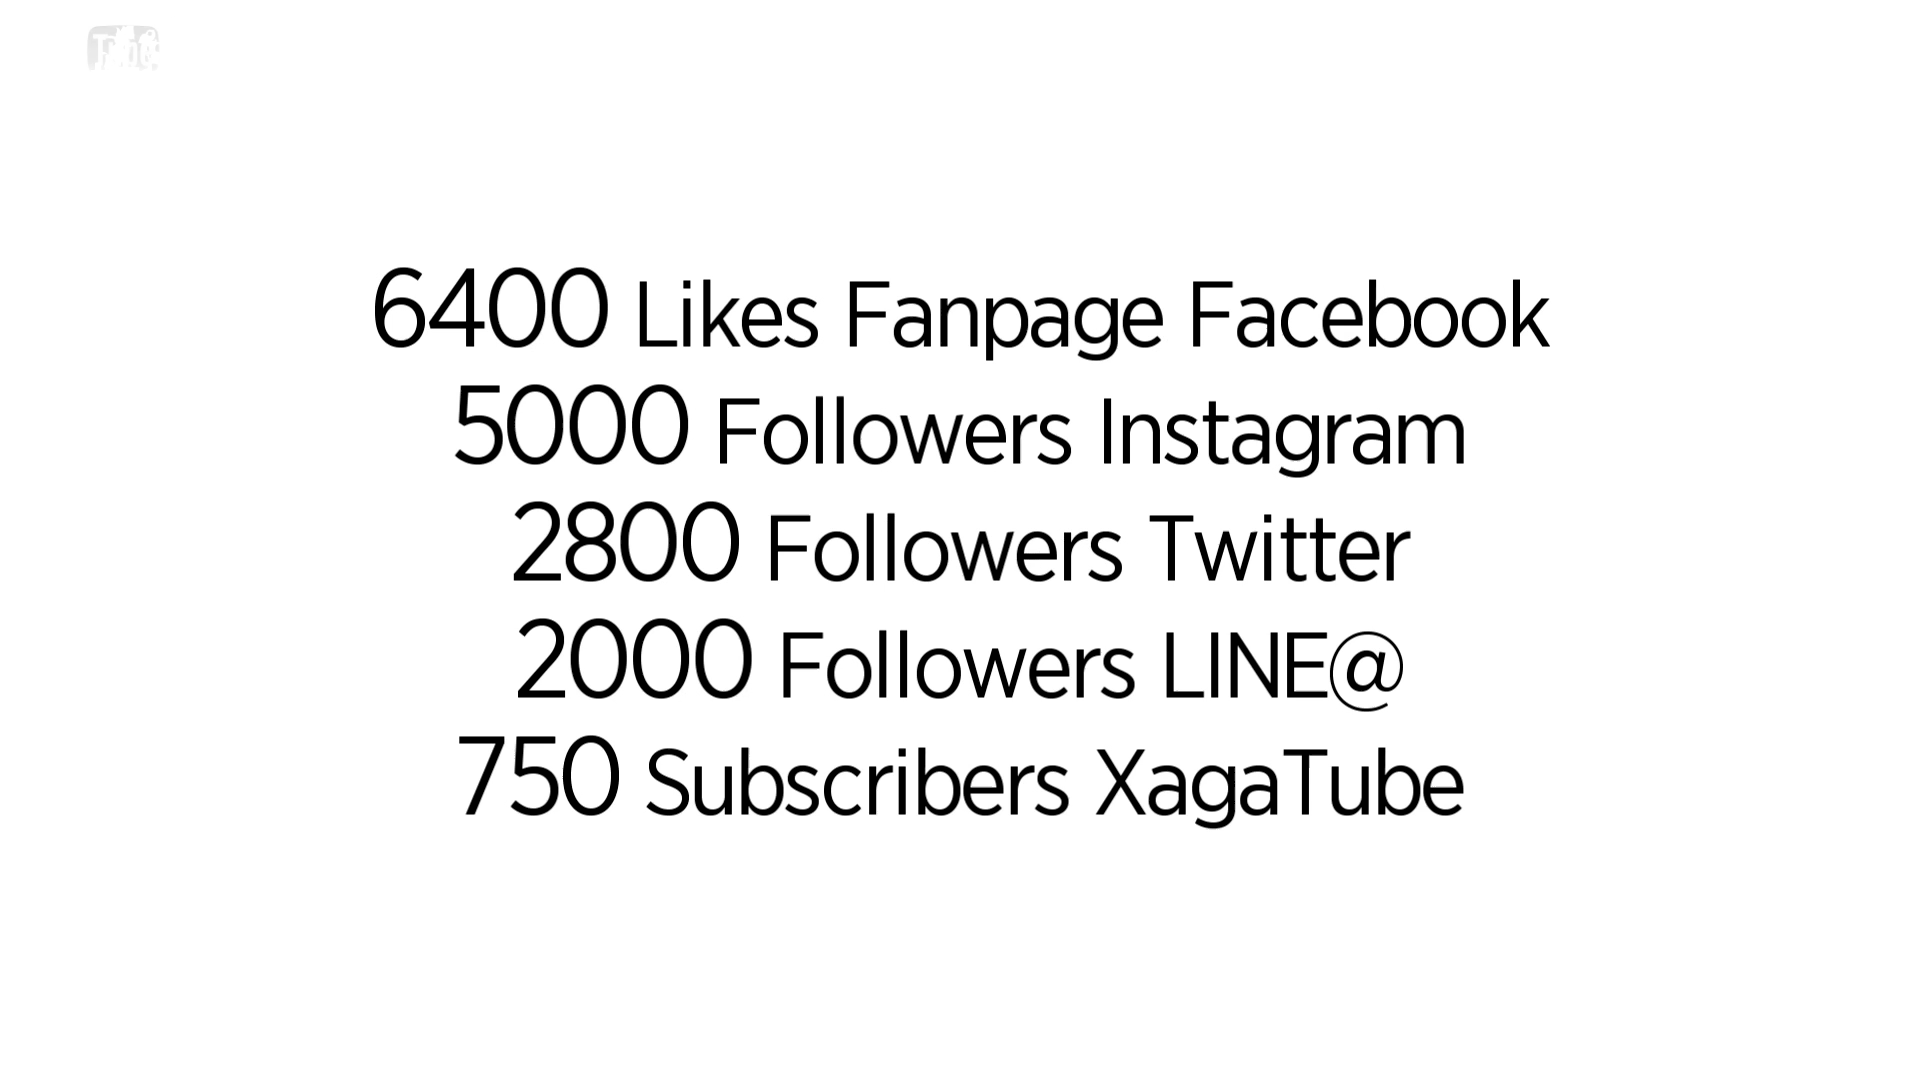 6400 Likes Fanpage Facebook
5000 Followers Instagram
2800 Followers Twitter
2000 Followers LINE@
750 Subscribers XagaTube